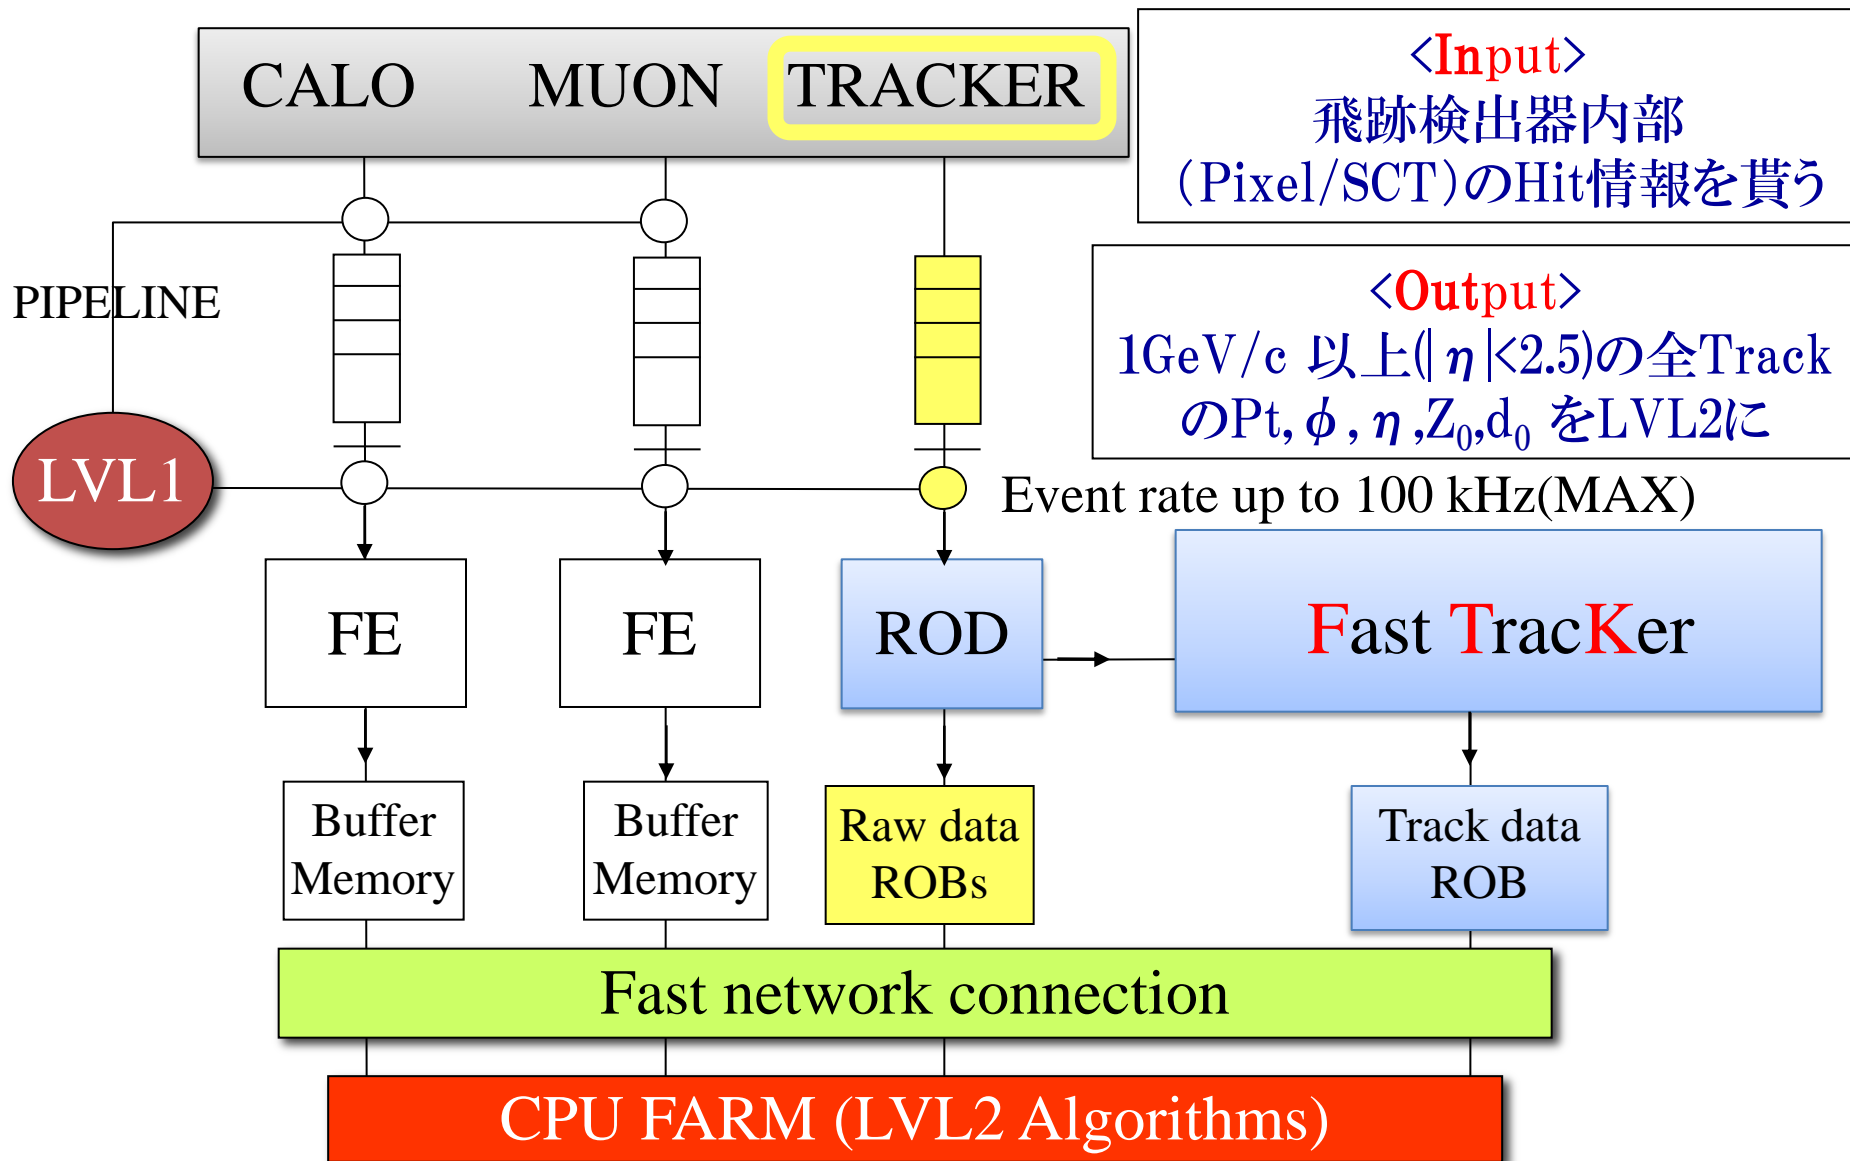 CALO MUON TRACKER
<Input>
飛跡検出器内部
(Pixel/SCT)のHit情報を貰う
PIPELINE
<Output>
1GeV/c 以上(|η|<2.5)の全Track
のPt,φ,η,Z₀,d₀ をLVL2に
LVL1
Event rate up to 100 kHz(MAX)
FE
FE
ROD
Fast TracKer
Buffer
Memory
Buffer
Memory
Raw data
ROBs
Track data
ROB
Fast network connection
CPU FARM (LVL2 Algorithms)